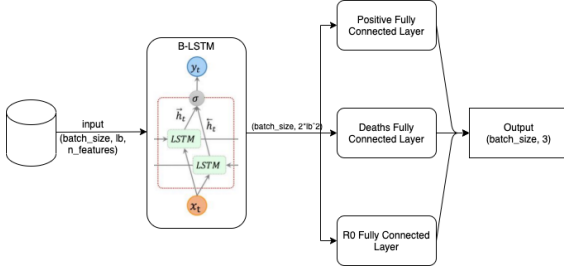 B-LSTM
y_t
σ
h_t
h_t
LSTM
LSTM
x_t
input
(batch_size, lb,
n_features)
(batch_size, 2*lb*2)
Positive Fully
Connected Layer
Deaths Fully
Connected Layer
R0 Fully Connected
Layer
Output
(batch_size, 3)